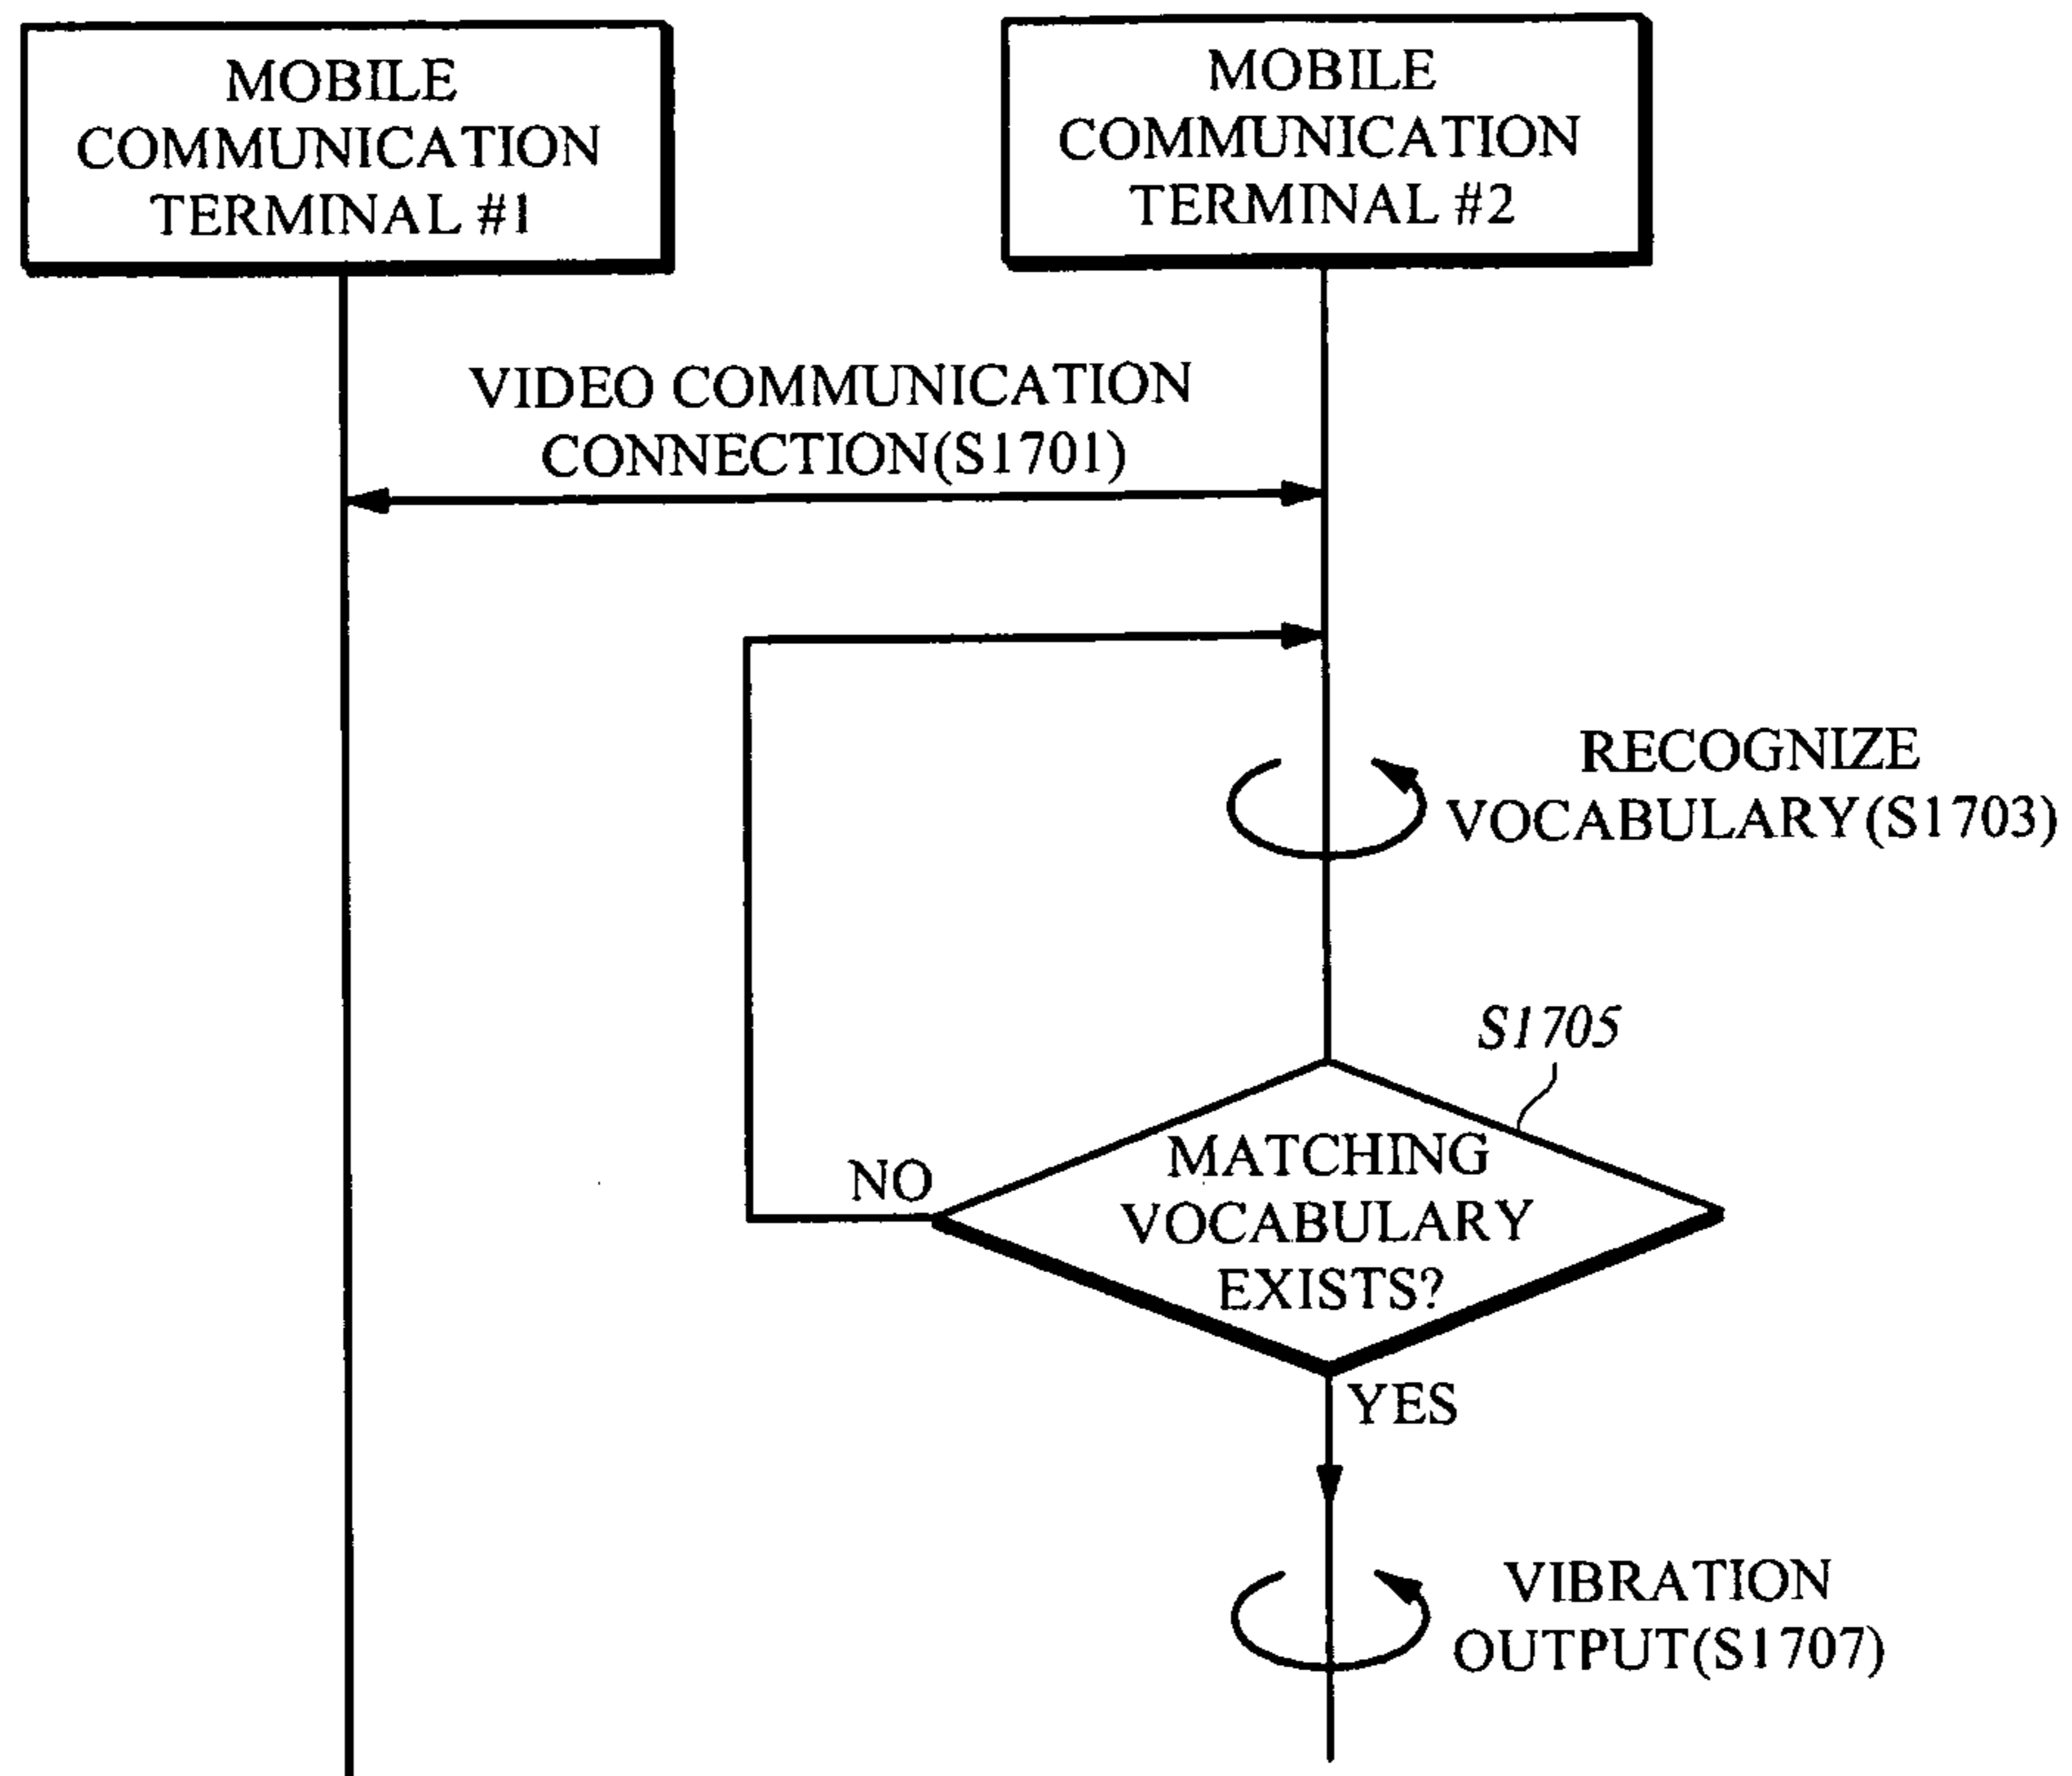 MOBILE
COMMUNICATION
TERMINAL #1
MOBILE
COMMUNICATION
TERMINAL #2
VIDEO COMMUNICATION
CONNECTION(S1701)
RECOGNIZE
VOCABULARY(S1703)
S1705
MATCHING
VOCABULARY
EXISTS?
NO
YES
VIBRATION
OUTPUT(S1707)